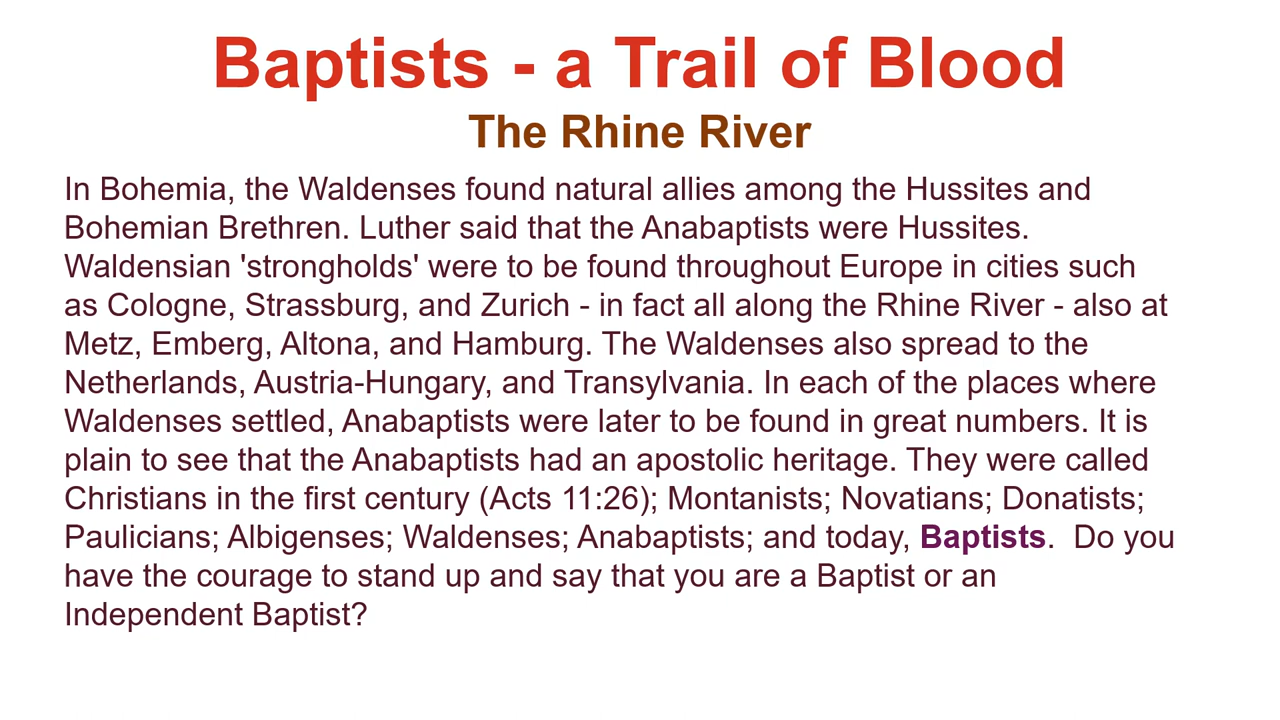 Baptists - a Trail of Blood
The Rhine River
In Bohemia, the Waldenses found natural allies among the Hussites and
Bohemian Brethren. Luther said that the Anabaptists were Hussites.
Waldensian 'strongholds' were to be found throughout Europe in cities such
as Cologne, Strassburg, and Zurich - in fact all along the Rhine River - also at
Metz, Emberg, Altona, and Hamburg. The Waldenses also spread to the
Netherlands, Austria-Hungary, and Transylvania. In each of the places where
Waldenses settled, Anabaptists were later to be found in great numbers. It is
plain to see that the Anabaptists had an apostolic heritage. They were called
Christians in the first century (Acts 11:26); Montanists; Novatians; Donatists;
Paulicians; Albigenses; Waldenses; Anabaptists; and today, Baptists.  Do you
have the courage to stand up and say that you are a Baptist or an
Independent Baptist?